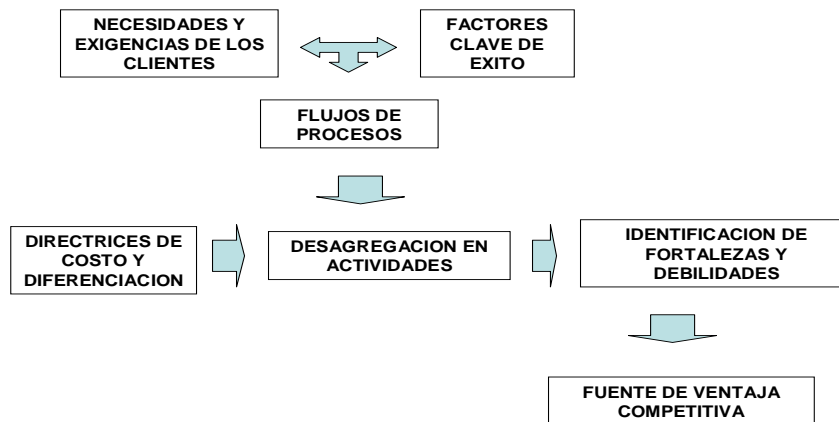 NECESIDADES Y
EXIGENCIAS DE LOS
CLIENTES
FACTORES
CLAVE DE
EXITO
FLUJOS DE
PROCESOS
DIRECTRICES DE
COSTO Y
DIFERENCIACION
DESAGREGACION EN
ACTIVIDADES
IDENTIFICACION DE
FORTALEZAS Y
DEBILIDADES
FUENTE DE VENTAJA
COMPETITIVA